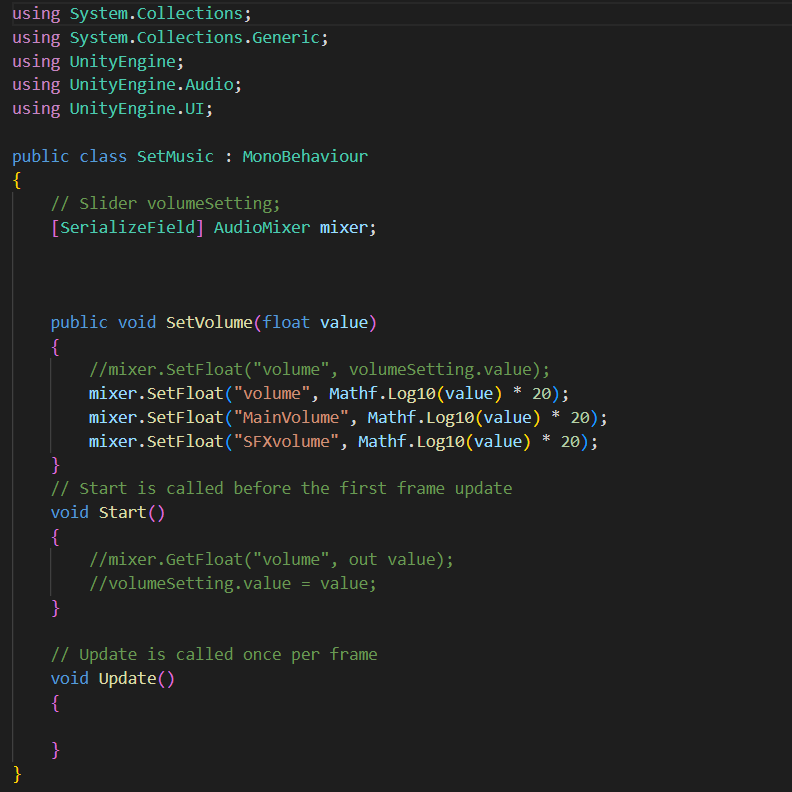 using System.Collections;
using System.Collections.Generic;
using UnityEngine;
using UnityEngine.Audio;
using UnityEngine.UI;

public class SetMusic : MonoBehaviour
{
    // Slider volumeSetting;
    [SerializeField] AudioMixer mixer;



    public void SetVolume(float value)
    {
        //mixer.SetFloat("volume", volumeSetting.value);
        mixer.SetFloat("volume", Mathf.Log10(value) * 20);
        mixer.SetFloat("MainVolume", Mathf.Log10(value) * 20);
        mixer.SetFloat("SFXvolume", Mathf.Log10(value) * 20);
    }
    // Start is called before the first frame update
    void Start()
    {
        //mixer.GetFloat("volume", out value);
        //volumeSetting.value = value;
    }

    // Update is called once per frame
    void Update()
    {

    }
}